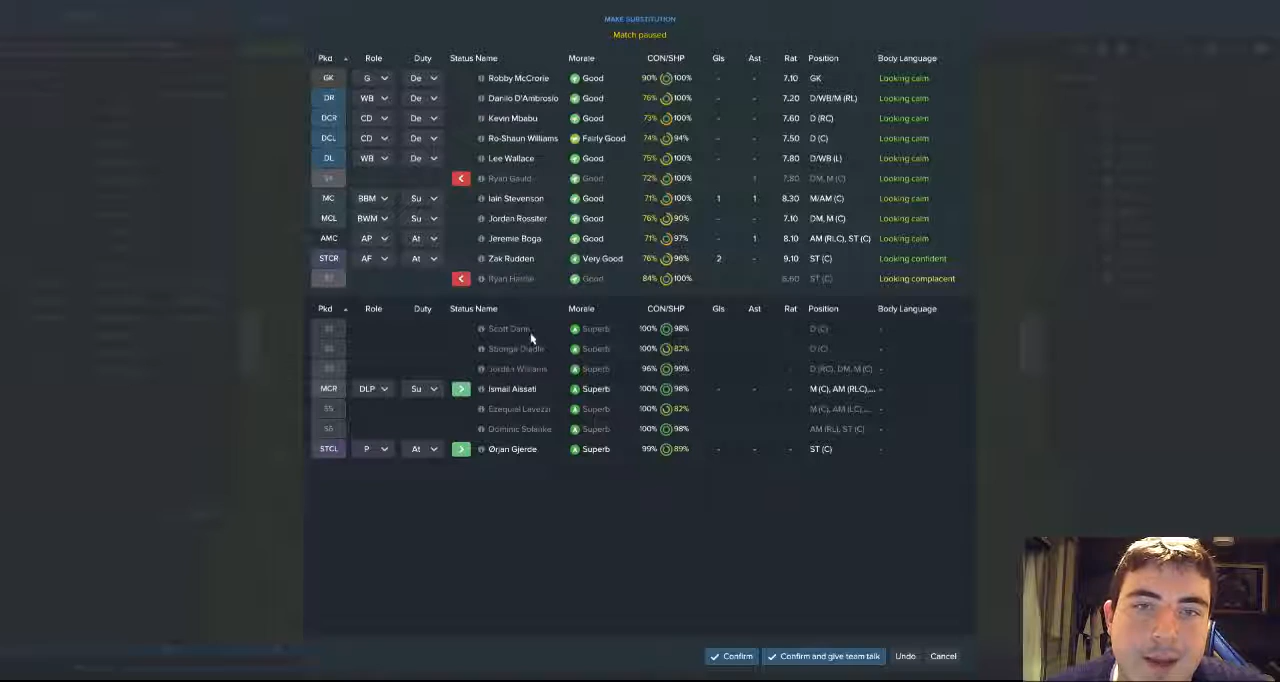 MAKE SUBSTITUTION
Match paused
Pkd Role Duty Status Name Morale CON/SHP Gls Ast Rat Position Body Language
GK G De Robby McCrorie Good 90% 100% - - 7.10 GK Looking calm
DR WB De Danilo D'Ambrosio Good 76% 100% - - 7.20 D/WB/M (RL) Looking calm
DCR CD De Kevin Mbabu Good 73% 100% - - 7.60 D (RC) Looking calm
DCL CD De Ro-Shaun Williams Fairly Good 74% 94% - - 7.50 D (C) Looking calm
DL WB De Lee Wallace Good 75% 100% - - 7.80 D/WB (L) Looking calm
Ryan Gauld Good 72% 100% - 1 7.80 DM, M (C) Looking calm
MC BBM Su Iain Stevenson Good 71% 100% 1 1 8.30 M/AM (C) Looking calm
MCL BWM Su Jordan Rossiter Good 76% 90% - - 7.10 DM, M (C) Looking calm
AMC AP At Jeremie Boga Good 71% 97% - 1 8.10 AM (RLC), ST (C) Looking calm
STCR AF At Zak Rudden Very Good 76% 96% 2 - 9.10 ST (C) Looking confident
Ryan Hardie Good 84% 100% - - 6.60 ST (C) Looking complacent
Pkd Role Duty Status Name Morale CON/SHP Gls Ast Rat Position Body Language
Scott Dann Superb 100% 98% D (C) -
Superb 100% 82% D (C) -
Jordan Williams Superb 96% 99% D (RC), DM, M (C) -
MCR DLP Su Ismail Aissati Superb 100% 98% - - - M (C), AM (RLC),... -
S5 Ezequiel Lavezzi Superb 100% 82% M (C), AM (LC),... -
S6 Dominic Solanke Superb 100% 98% AM (RL), ST (C) -
STCL P At Ørjan Gjerde Superb 99% 89% - - - ST (C) -
Confirm Confirm and give team talk Undo Cancel